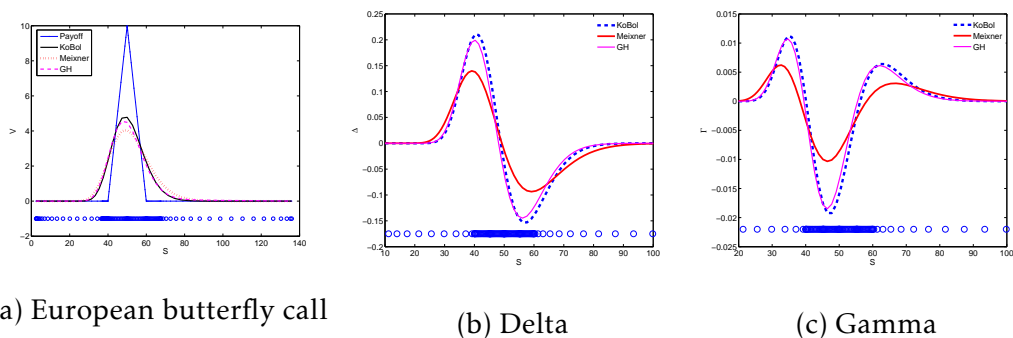 10
8
6
4
2
0
−2
V
Payoff
KoBol
Meixner
GH
0 20 40 60 80 100 120 140
S
a) European butterfly call
0.25
0.2
0.15
0.1
0.05
0
−0.05
−0.1
−0.15
−0.2
Δ
KoBol
Meixner
GH
10 20 30 40 50 60 70 80 90 100
S
(b) Delta
0.015
0.01
0.005
0
−0.005
−0.01
−0.015
−0.02
−0.025
Γ
KoBol
Meixner
GH
20 30 40 50 60 70 80 90 100
S
(c) Gamma